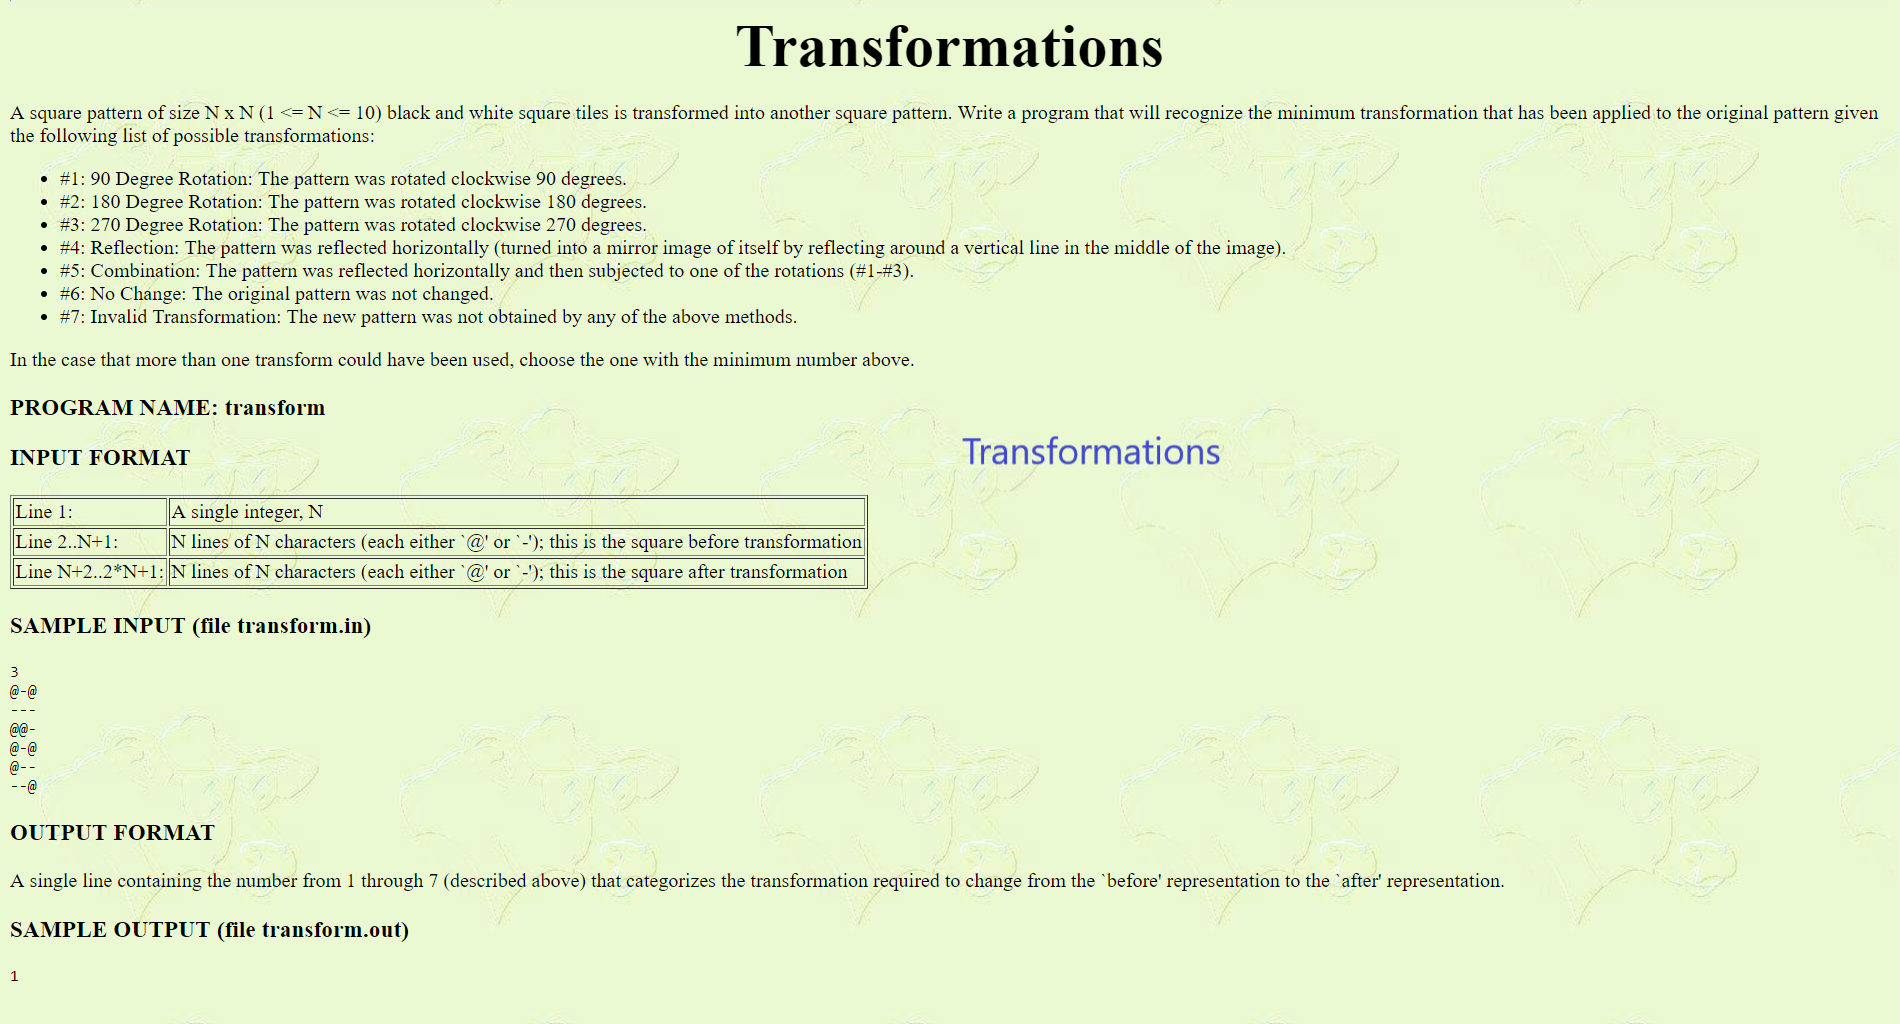 Transformations
A square pattern of size N x N (1 <= N <= 10) black and white square tiles is transformed into another square pattern. Write a program that will recognize the minimum transformation that has been applied to the original pattern given
the following list of possible transformations:
• #1: 90 Degree Rotation: The pattern was rotated clockwise 90 degrees.
• #2: 180 Degree Rotation: The pattern was rotated clockwise 180 degrees.
• #3: 270 Degree Rotation: The pattern was rotated clockwise 270 degrees.
• #4: Reflection: The pattern was reflected horizontally (turned into a mirror image of itself by reflecting around a vertical line in the middle of the image).
• #5: Combination: The pattern was reflected horizontally and then subjected to one of the rotations (#1-#3).
• #6: No Change: The original pattern was not changed.
• #7: Invalid Transformation: The new pattern was not obtained by any of the above methods.
In the case that more than one transform could have been used, choose the one with the minimum number above.
PROGRAM NAME: transform
Transformations
INPUT FORMAT
Line 1: A single integer, N
Line 2..N+1: N lines of N characters (each either `@' or `-'); this is the square before transformation
Line N+2..2*N+1: N lines of N characters (each either `@' or `-'); this is the square after transformation
SAMPLE INPUT (file transform.in)
3
@-@
---
@@-
@-@
@--
--@
OUTPUT FORMAT
A single line containing the number from 1 through 7 (described above) that categorizes the transformation required to change from the `before' representation to the `after' representation.
SAMPLE OUTPUT (file transform.out)
1